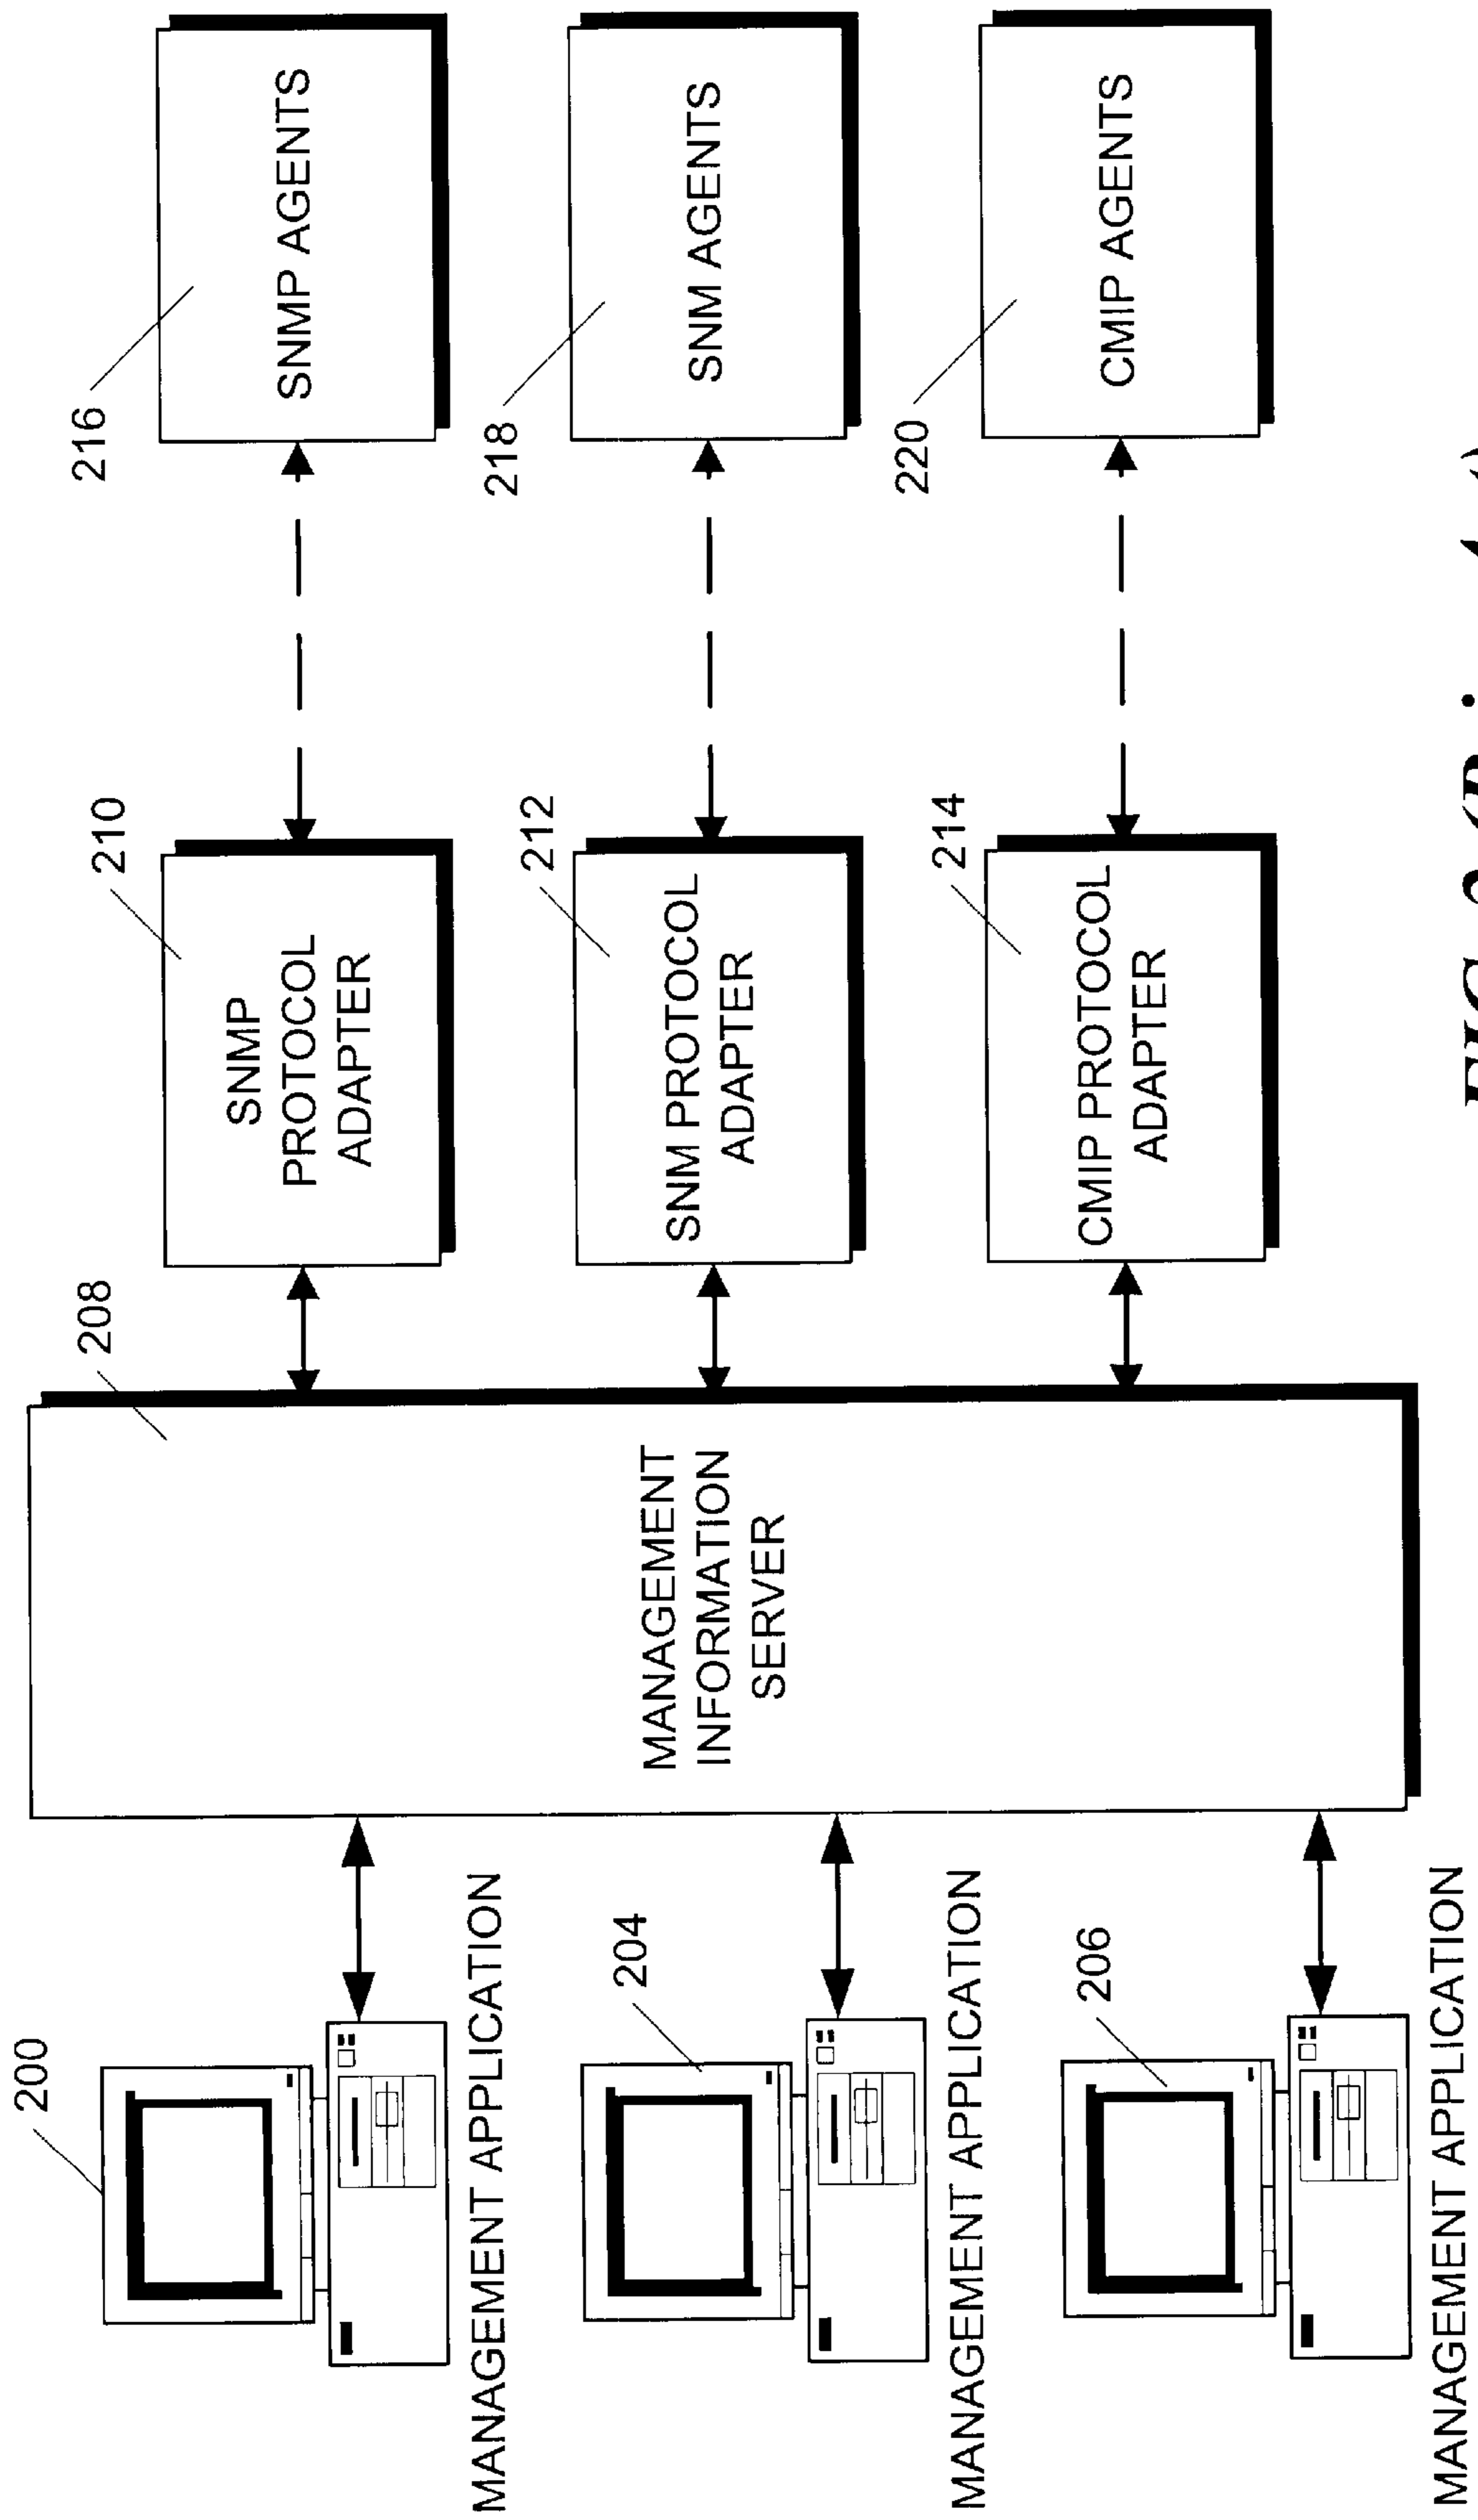 200
MANAGEMENT APPLICATION
204
MANAGEMENT APPLICATION
206
MANAGEMENT APPLICATION
208
MANAGEMENT
INFORMATION
SERVER
210
SNMP
PROTOCOL
ADAPTER
212
SNM PROTOCOL
ADAPTER
214
CMIP PROTOCOL
ADAPTER
216
SNMP AGENTS
218
SNM AGENTS
220
CMIP AGENTS